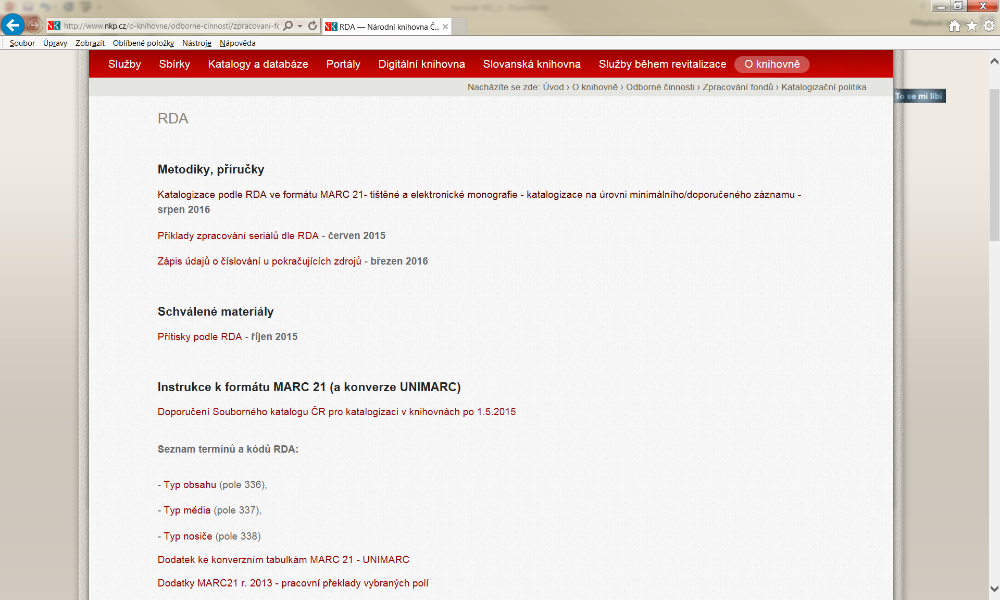 http://www.nkp.cz/o-knihovne/odborne-cinnosti/zpracovani-fc
RDA — Národní knihovna Č...
Soubor Úpravy Zobrazit Oblíbené položky Nástroje Nápověda
Služby Sbírky Katalogy a databáze Portály Digitální knihovna Slovanská knihovna Služby během revitalizace O knihovně
Nacházíte se zde: Úvod › O knihovně › Odborné činnosti › Zpracování fondů › Katalogizační politika
To se mi líbí
RDA
Metodiky, příručky
Katalogizace podle RDA ve formátu MARC 21- tištěné a elektronické monografie - katalogizace na úrovni minimálního/doporučeného záznamu -
srpen 2016
Příklady zpracování seriálů dle RDA - červen 2015
Zápis údajů o číslování u pokračujících zdrojů - březen 2016
Schválené materiály
Přítisky podle RDA - říjen 2015
Instrukce k formátu MARC 21 (a konverze UNIMARC)
Doporučení Souborného katalogu ČR pro katalogizaci v knihovnách po 1.5.2015
Seznam termínů a kódů RDA:
- Typ obsahu (pole 336),
- Typ média (pole 337),
- Typ nosiče (pole 338)
Dodatek ke konverzním tabulkám MARC 21 - UNIMARC
Dodatky MARC21 r. 2013 - pracovní překlady vybraných polí